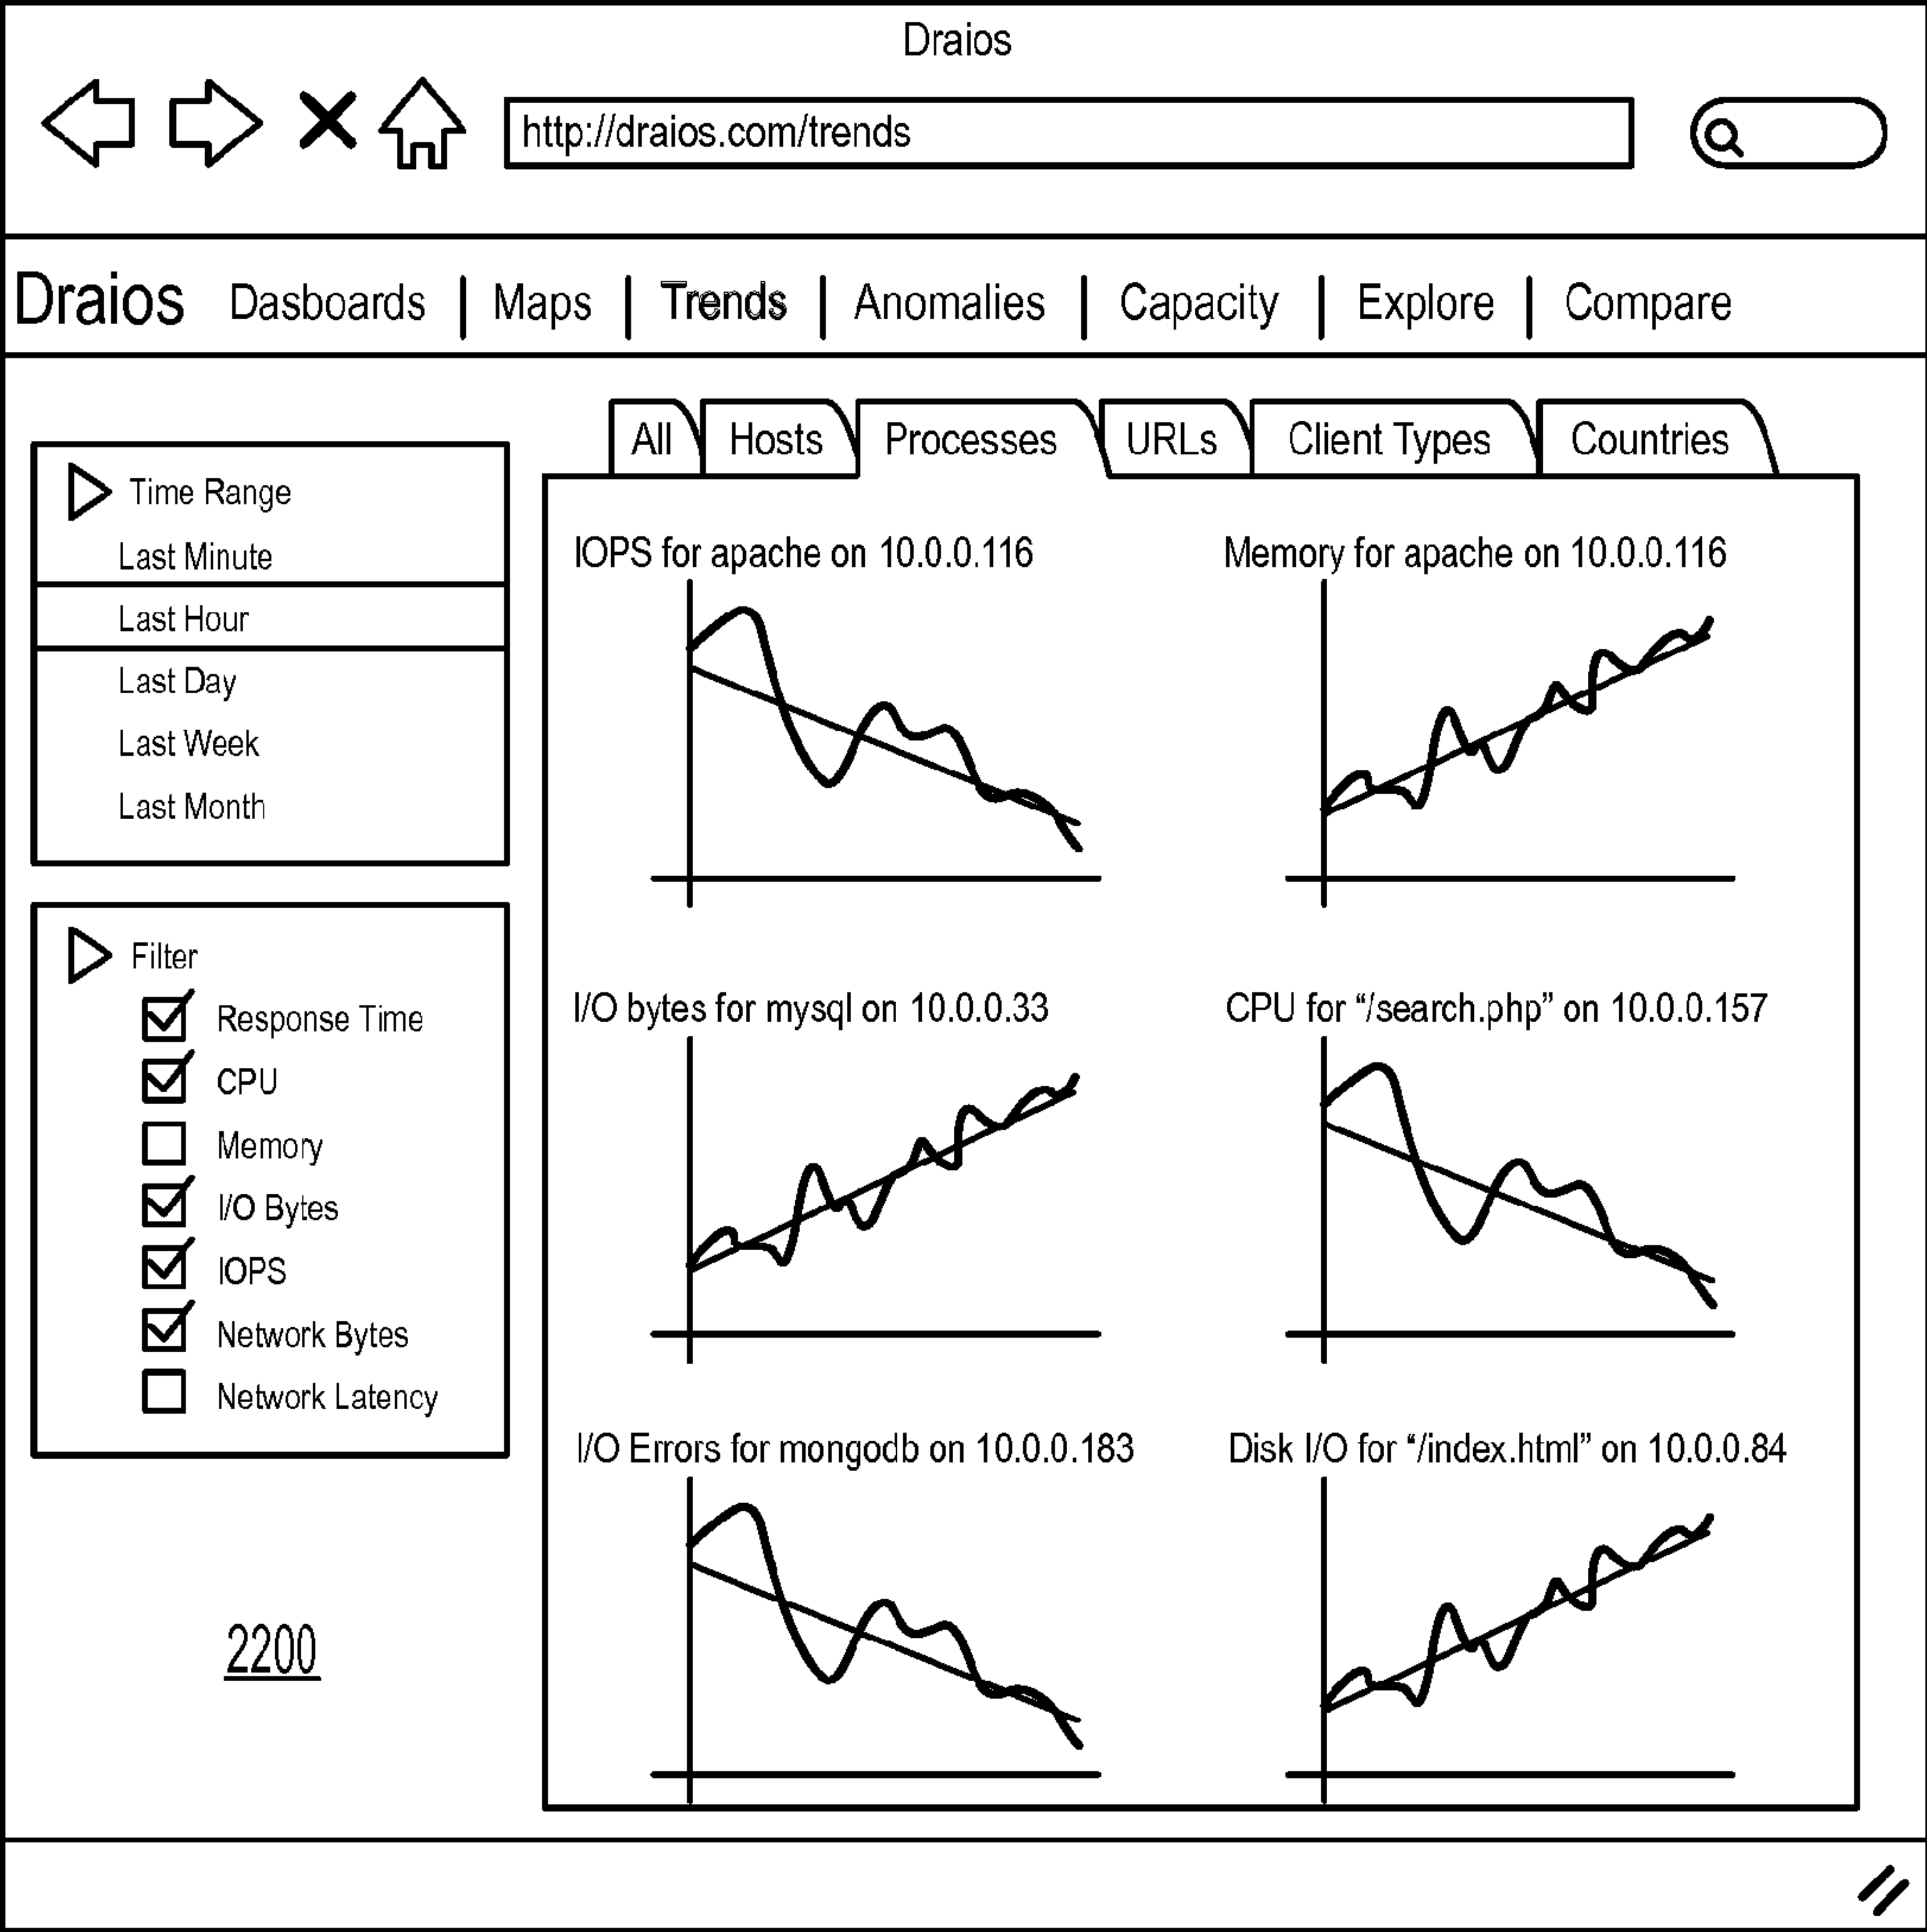 Draios
http://draios.com/trends
Draios Dasboards | Maps | Trends | Anomalies | Capacity | Explore | Compare
All Hosts Processes URLs Client Types Countries
Time Range
Last Minute
Last Hour
Last Day
Last Week
Last Month
Filter
Response Time
CPU
Memory
I/O Bytes
IOPS
Network Bytes
Network Latency
2200
IOPS for apache on 10.0.0.116
Memory for apache on 10.0.0.116
I/O bytes for mysql on 10.0.0.33
CPU for “/search.php” on 10.0.0.157
I/O Errors for mongodb on 10.0.0.183
Disk I/O for “/index.html” on 10.0.0.84